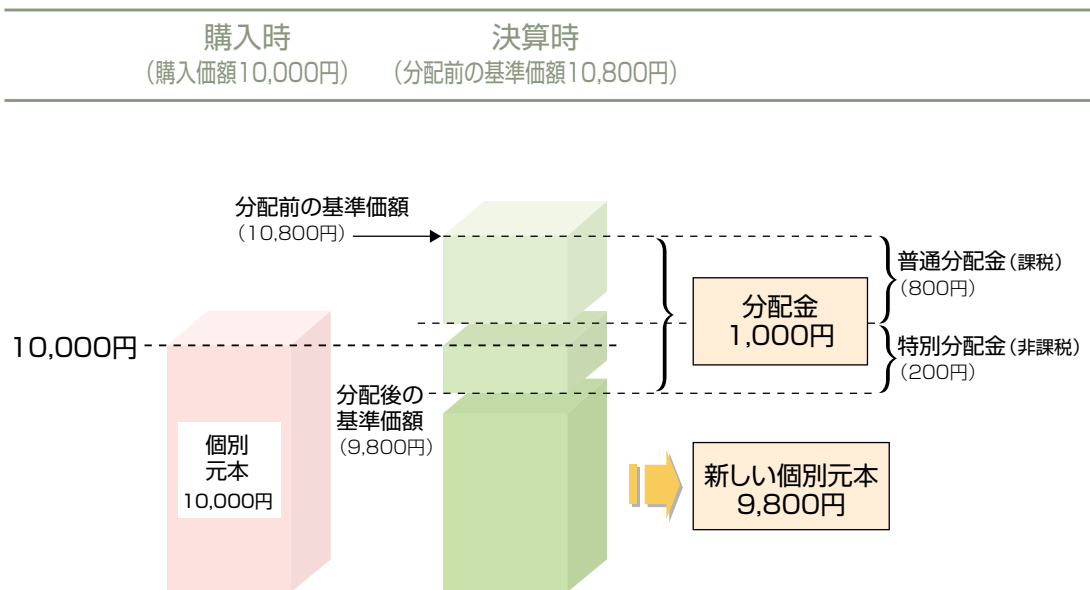 購入時
(購入価額10,000円)
決算時
(分配前の基準価額10,800円)
分配前の基準価額
(10,800円)
普通分配金(課税)
(800円)
分配金
1,000円
10,000円
特別分配金(非課税)
(200円)
分配後の
基準価額
(9,800円)
個別
元本
10,000円
新しい個別元本
9,800円